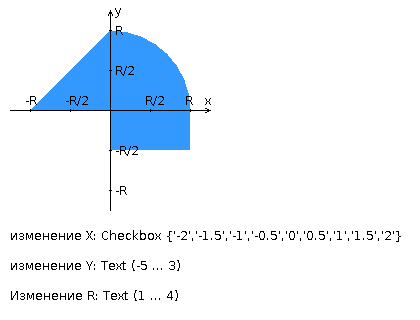 y
R
R/2
-R
-R/2
R/2
R
x
-R/2
-R
изменение X: Checkbox {'-2','-1.5','-1','-0.5','0','0.5','1','1.5','2'}
изменение Y: Text (-5 ... 3)
Изменение R: Text (1 ... 4)